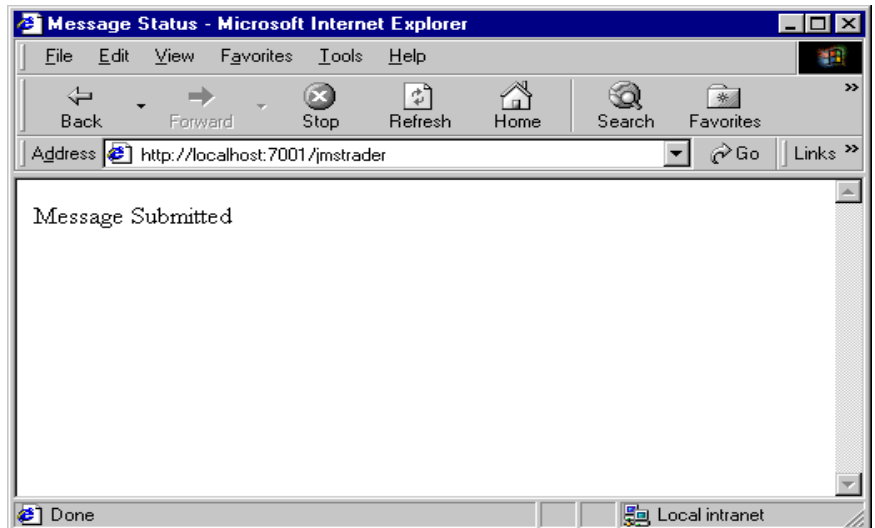 Message Status - Microsoft Internet Explorer
File Edit View Favorites Tools Help
»
Back Forward Stop Refresh Home Search Favorites
Address http://localhost:7001/jmstrader Go Links »
Message Submitted
Done Local intranet